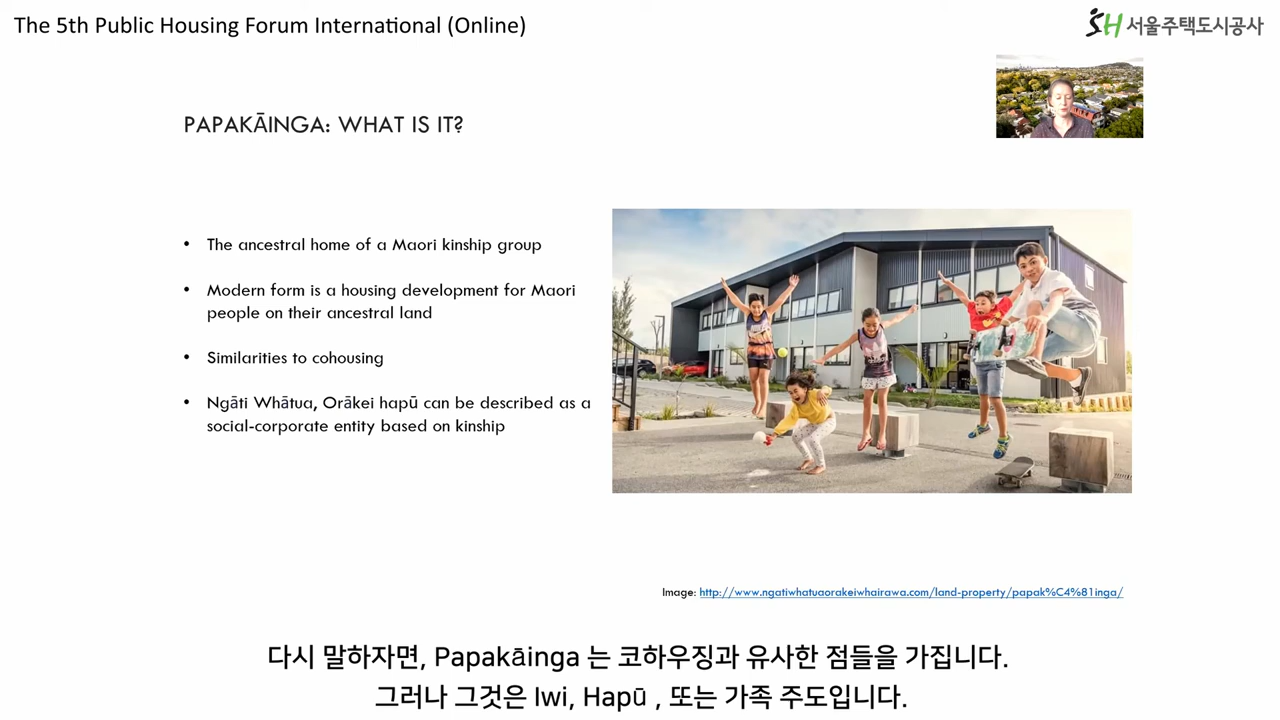 The 5th Public Housing Forum International (Online)
SH 서울주택도시공사
PAPAKĀINGA: WHAT IS IT?
• The ancestral home of a Maori kinship group
• Modern form is a housing development for Maori
people on their ancestral land
• Similarities to cohousing
• Ngāti Whātua, Orākei hapū can be described as a
social-corporate entity based on kinship
Image: http://www.ngatiwhatuaorakeiwhairawa.com/land-property/papak%C4%81inga/
다시 말하자면, Papakāinga 는 코하우징과 유사한 점들을 가집니다.
그러나 그것은 Iwi, Hapū , 또는 가족 주도입니다.